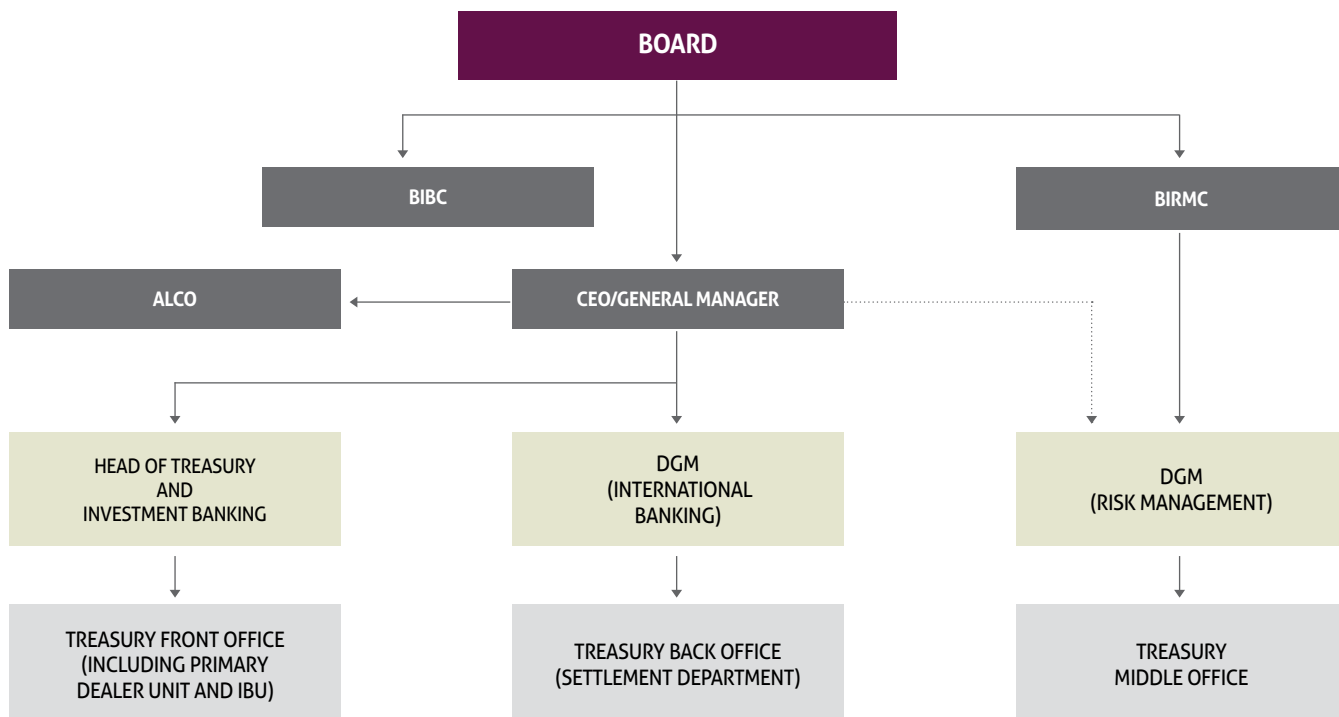 BOARD
BIBC
BIRMC
ALCO
CEO/GENERAL MANAGER
HEAD OF TREASURY
AND
INVESTMENT BANKING
DGM
(INTERNATIONAL
BANKING)
DGM
(RISK MANAGEMENT)
TREASURY FRONT OFFICE
(INCLUDING PRIMARY
DEALER UNIT AND IBU)
TREASURY BACK OFFICE
(SETTLEMENT DEPARTMENT)
TREASURY
MIDDLE OFFICE